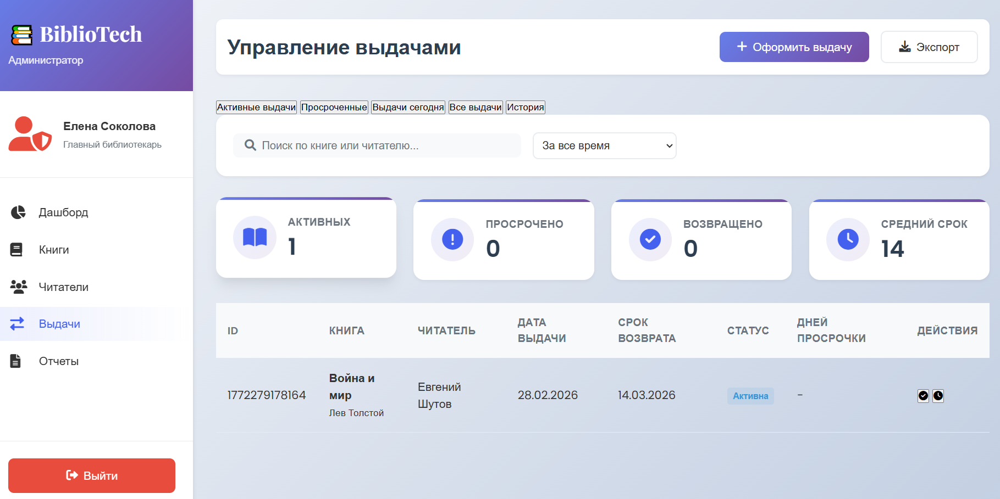 BiblioTech
Администратор
Елена Соколова
Главный библиотекарь
Дашборд
Книги
Читатели
Выдачи
Отчеты
Выйти
Управление выдачами
Оформить выдачу
Экспорт
Активные выдачи Просроченные Выдачи сегодня Все выдачи История
Поиск по книге или читателю...
За все время
АКТИВНЫХ
1
ПРОСРОЧЕНО
0
ВОЗВРАЩЕНО
0
СРЕДНИЙ СРОК
14
ID КНИГА ЧИТАТЕЛЬ ДАТА ВЫДАЧИ СРОК ВОЗВРАТА СТАТУС ДНЕЙ ПРОСРОЧКИ ДЕЙСТВИЯ
1772279178164
Война и
мир
Лев Толстой
Евгений
Шутов
28.02.2026
14.03.2026
Активна
-